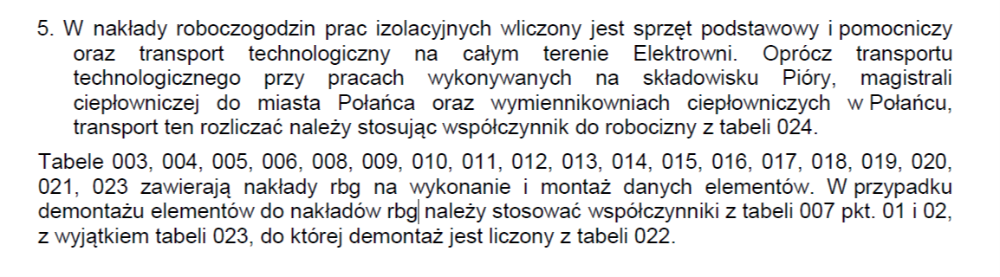 5. W nakłady roboczogodzin prac izolacyjnych wliczony jest sprzęt podstawowy i pomocniczy
oraz transport technologiczny na całym terenie Elektrowni. Oprócz transportu
technologicznego przy pracach wykonywanych na składowisku Pióry, magistrali
ciepłowniczej do miasta Połańca oraz wymiennikowniach ciepłowniczych w Połańcu,
transport ten rozliczać należy stosując współczynnik do robocizny z tabeli 024.
Tabele 003, 004, 005, 006, 008, 009, 010, 011, 012, 013, 014, 015, 016, 017, 018, 019, 020,
021, 023 zawierają nakłady rbg na wykonanie i montaż danych elementów. W przypadku
demontażu elementów do nakładów rbg należy stosować współczynniki z tabeli 007 pkt. 01 i 02,
z wyjątkiem tabeli 023, do której demontaż jest liczony z tabeli 022.